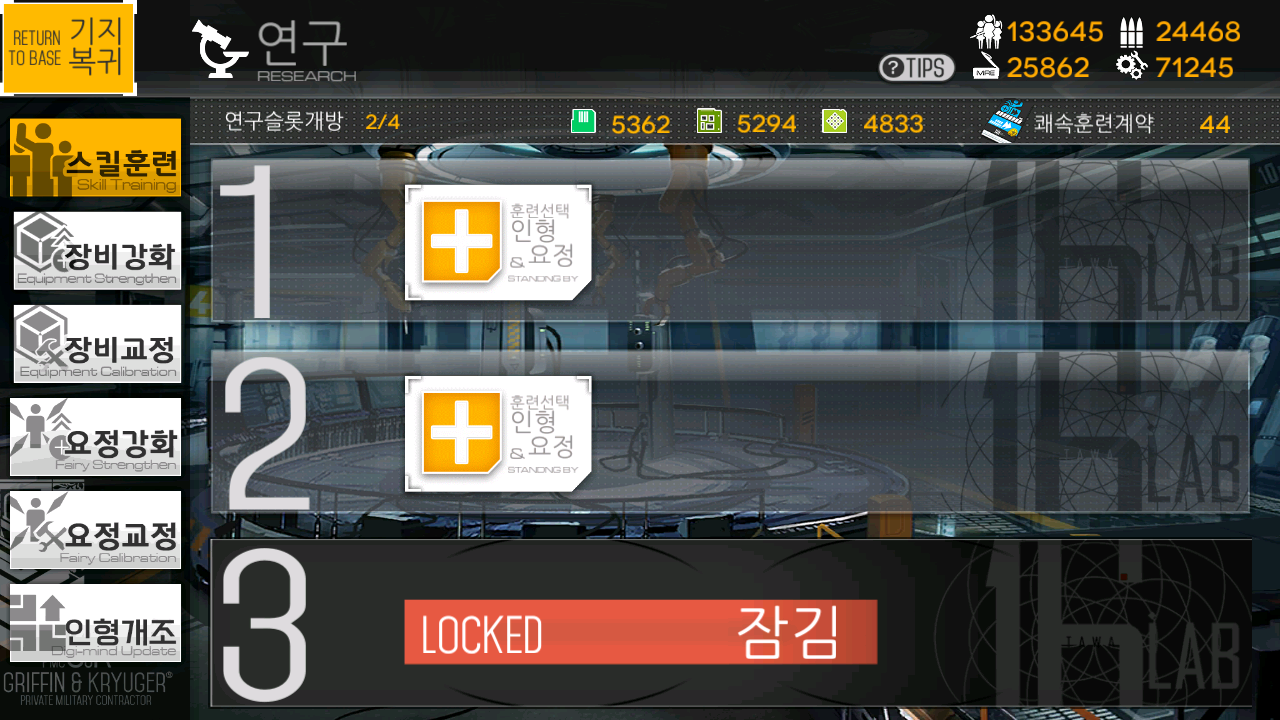 RETURN TO BASE
기지 복귀
연구
RESEARCH
?TIPS
133645
24468
MRE
25862
71245
연구슬롯개방 2/4
5362
5294
4833
쾌속훈련계약 44
스킬훈련
Skill Training
장비강화
Equipment Strengthen
장비교정
Equipment Calibration
요정강화
Fairy Strengthen
요정교정
Fairy Calibration
인형개조
Digi-mind Update
GRIFFIN & KRYUGER®
PRIVATE MILITARY CONTRACTOR
1
훈련선택
인형
& 요정
STANDNG BY
TAWA
LAB
2
훈련선택
인형
& 요정
STANDNG BY
TAWA
LAB
3
LOCKED 잠김
TAWA
LAB